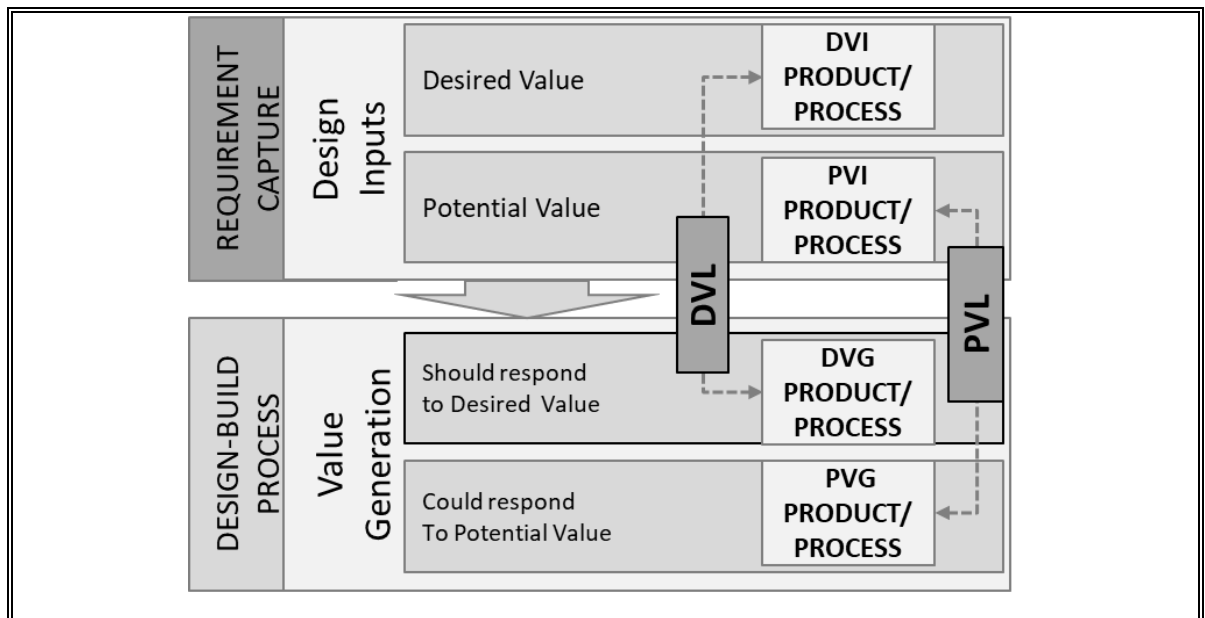 REQUIREMENT
CAPTURE
Design
Inputs
Desired Value
DVI
PRODUCT/
PROCESS
Potential Value
PVI
PRODUCT/
PROCESS
DVL
PVL
DESIGN-BUILD
PROCESS
Value
Generation
Should respond
to Desired Value
DVG
PRODUCT/
PROCESS
Could respond
To Potential Value
PVG
PRODUCT/
PROCESS